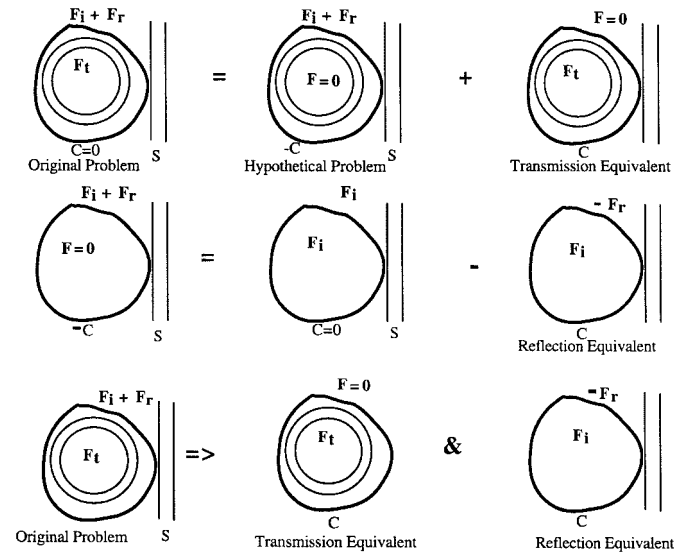 Fi + Fr Fi + Fr F = 0
Ft = F = 0 + Ft
C=0 S -C S C
Original Problem Hypothetical Problem Transmission Equivalent
Fi + Fr Fi - Fr
F = 0 = Fi - Fi
-C S C=0 S C
Reflection Equivalent
Fi + Fr F = 0 -Fr
Ft => Ft & Fi
S C C
Original Problem Transmission Equivalent Reflection Equivalent